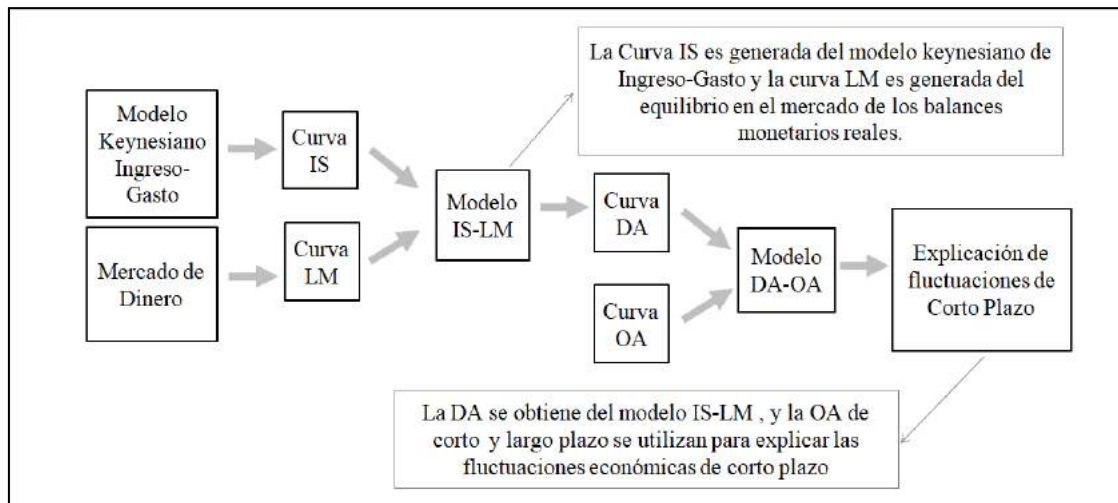 La Curva IS es generada del modelo keynesiano de
Ingreso-Gasto y la curva LM es generada del
equilibrio en el mercado de los balances
monetarios reales.
Modelo
Keynesiano
Ingreso-
Gasto
Curva
IS
Mercado de
Dinero
Curva
LM
Modelo
IS-LM
Curva
DA
Curva
OA
Modelo
DA-OA
Explicación de
fluctuaciones de
Corto Plazo
La DA se obtiene del modelo IS-LM , y la OA de
corto y largo plazo se utilizan para explicar las
fluctuaciones económicas de corto plazo